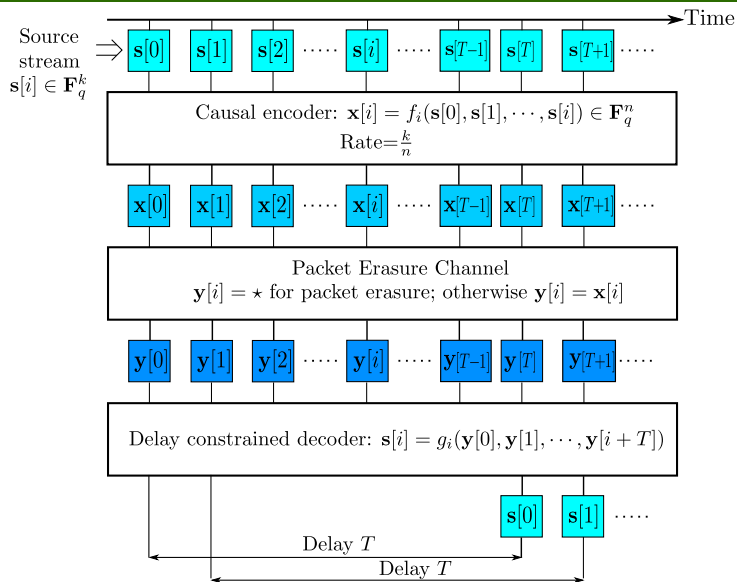 Time
Source stream s[i] ∈ F_q^k
s[0] s[1] s[2] ····· s[i] ····· s[T−1] s[T] s[T+1] ·····
Causal encoder: x[i] = f_i(s[0], s[1], ···, s[i]) ∈ F_q^n
Rate=k/n
x[0] x[1] x[2] ····· x[i] ····· x[T−1] x[T] x[T+1] ·····
Packet Erasure Channel
y[i] = ⋆ for packet erasure; otherwise y[i] = x[i]
y[0] y[1] y[2] ····· y[i] ····· y[T−1] y[T] y[T+1] ·····
Delay constrained decoder: s[i] = g_i(y[0], y[1], ···, y[i + T])
s[0] s[1] ·····
Delay T
Delay T